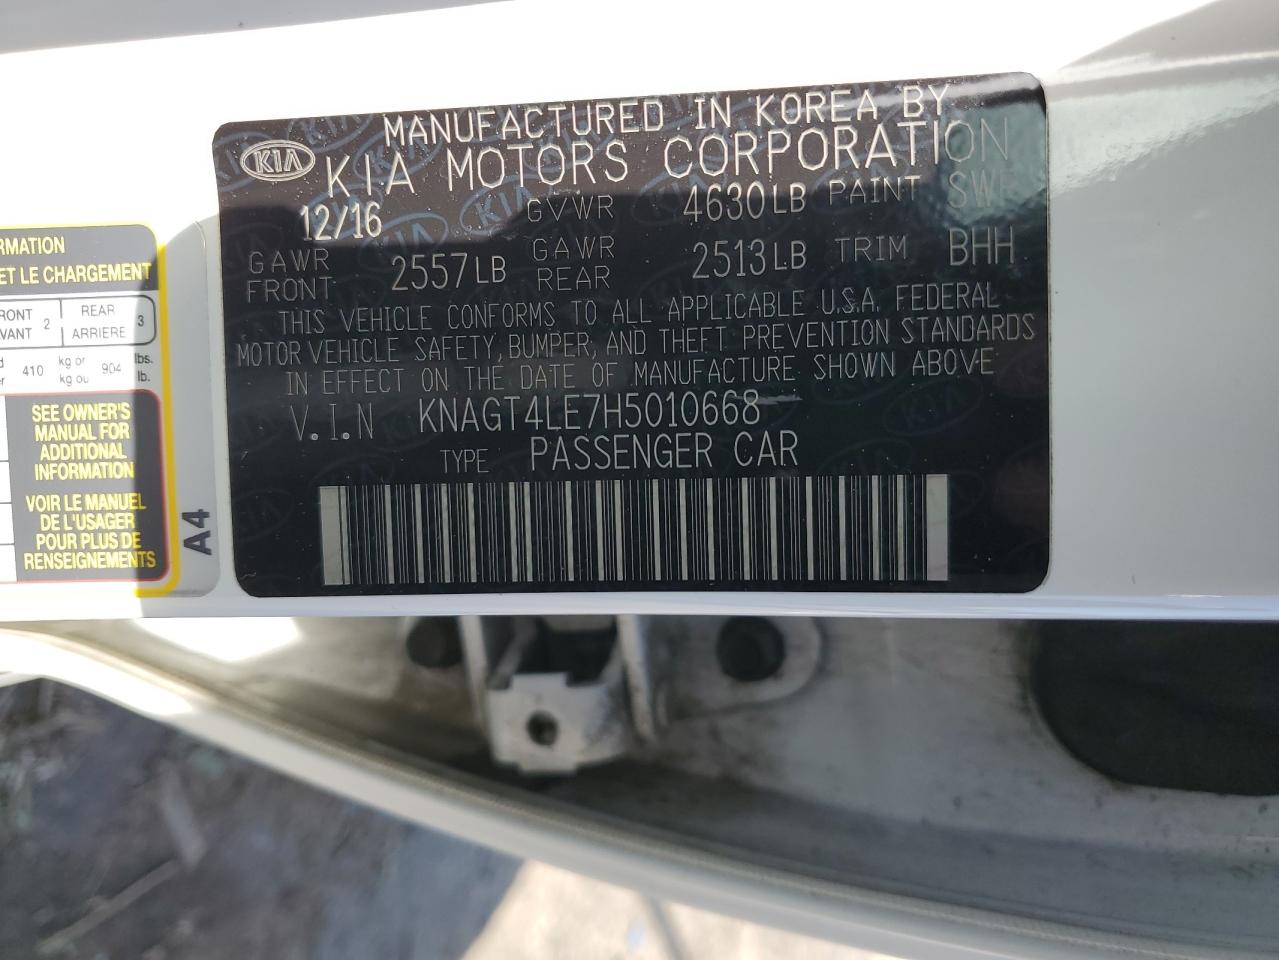 MANUFACTURED IN KOREA BY
KIA KIA MOTORS CORPORATION
12/16 GVWR 4630LB PAINT SWP
GAWR FRONT 2557LB GAWR REAR 2513LB TRIM BHH
THIS VEHICLE CONFORMS TO ALL APPLICABLE U.S.A. FEDERAL
MOTOR VEHICLE SAFETY, BUMPER, AND THEFT PREVENTION STANDARDS
IN EFFECT ON THE DATE OF MANUFACTURE SHOWN ABOVE
V.I.N KNAGT4LE7H5010668
TYPE PASSENGER CAR
ET LE CHARGEMENT
REAR
ARRIERE 3
2
410 kg or 904 lbs.
kg ou lb.
SEE OWNER'S
MANUAL FOR
ADDITIONAL
INFORMATION
VOIR LE MANUEL
DE L'USAGER
POUR PLUS DE
RENSEIGNEMENTS
A4